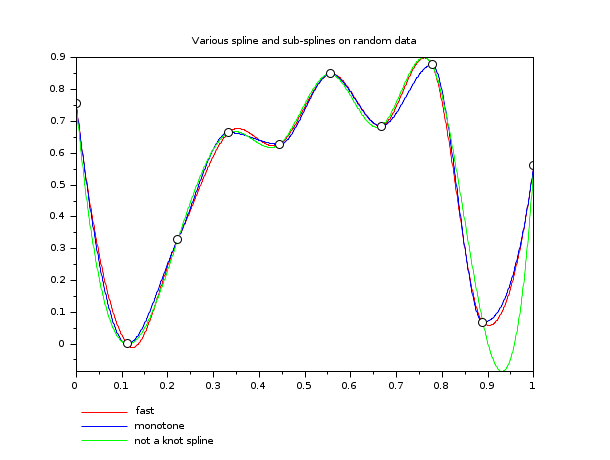 Various spline and sub-splines on random data
0.9
0.8
0.7
0.6
0.5
0.4
0.3
0.2
0.1
0
0 0.1 0.2 0.3 0.4 0.5 0.6 0.7 0.8 0.9 1
fast
monotone
not a knot spline